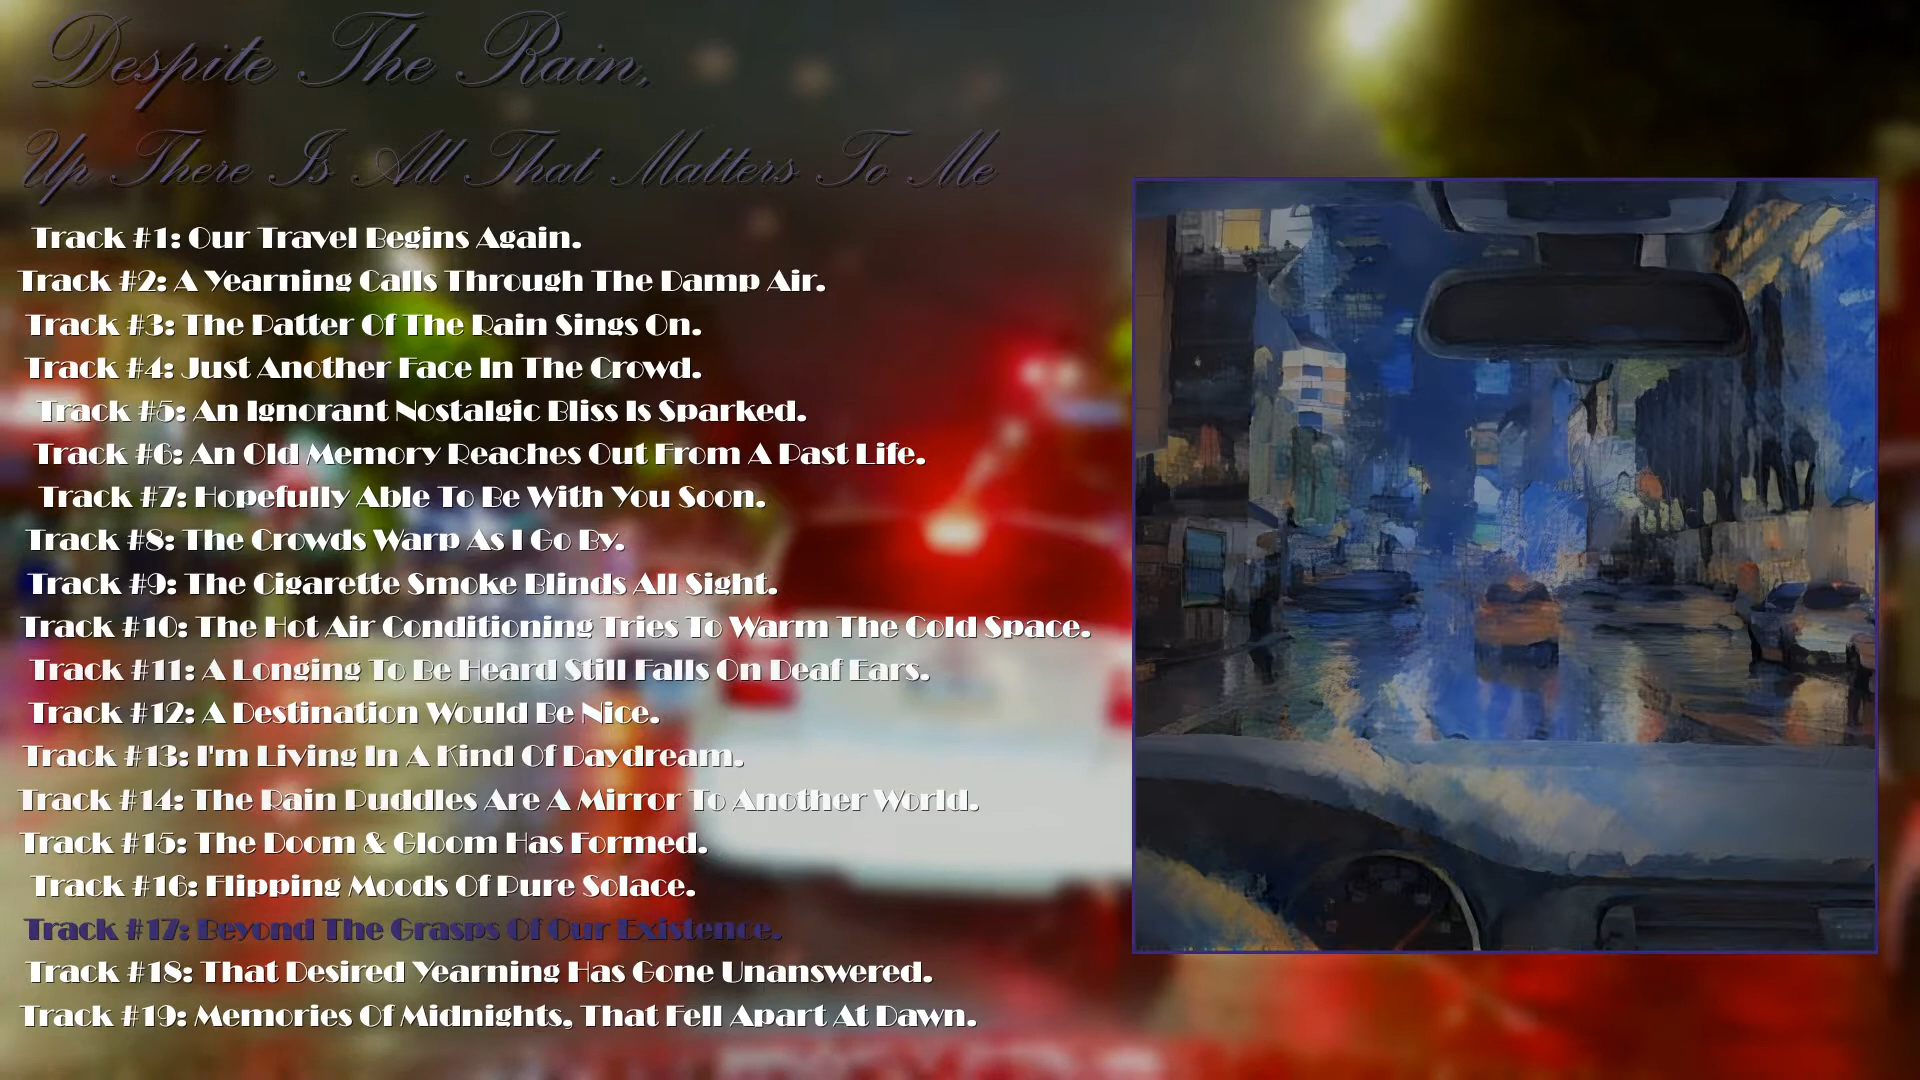 Despite The Rain,
Up There Is All That Matters To Me
Track #1: Our Travel Begins Again.
Track #2: A Yearning Calls Through The Damp Air.
Track #3: The Patter Of The Rain Sings On.
Track #4: Just Another Face In The Crowd.
Track #5: An Ignorant Nostalgic Bliss Is Sparked.
Track #6: An Old Memory Reaches Out From A Past Life.
Track #7: Hopefully Able To Be With You Soon.
Track #8: The Crowds Warp As I Go By.
Track #9: The Cigarette Smoke Blinds All Sight.
Track #10: The Hot Air Conditioning Tries To Warm The Cold Space.
Track #11: A Longing To Be Heard Still Falls On Deaf Ears.
Track #12: A Destination Would Be Nice.
Track #13: I'm Living In A Kind Of Daydream.
Track #14: The Rain Puddles Are A Mirror To Another World.
Track #15: The Doom & Gloom Has Formed.
Track #16: Flipping Moods Of Pure Solace.
Track #17: Beyond The Grasps Of Our Existence.
Track #18: That Desired Yearning Has Gone Unanswered.
Track #19: Memories Of Midnights, That Fell Apart At Dawn.